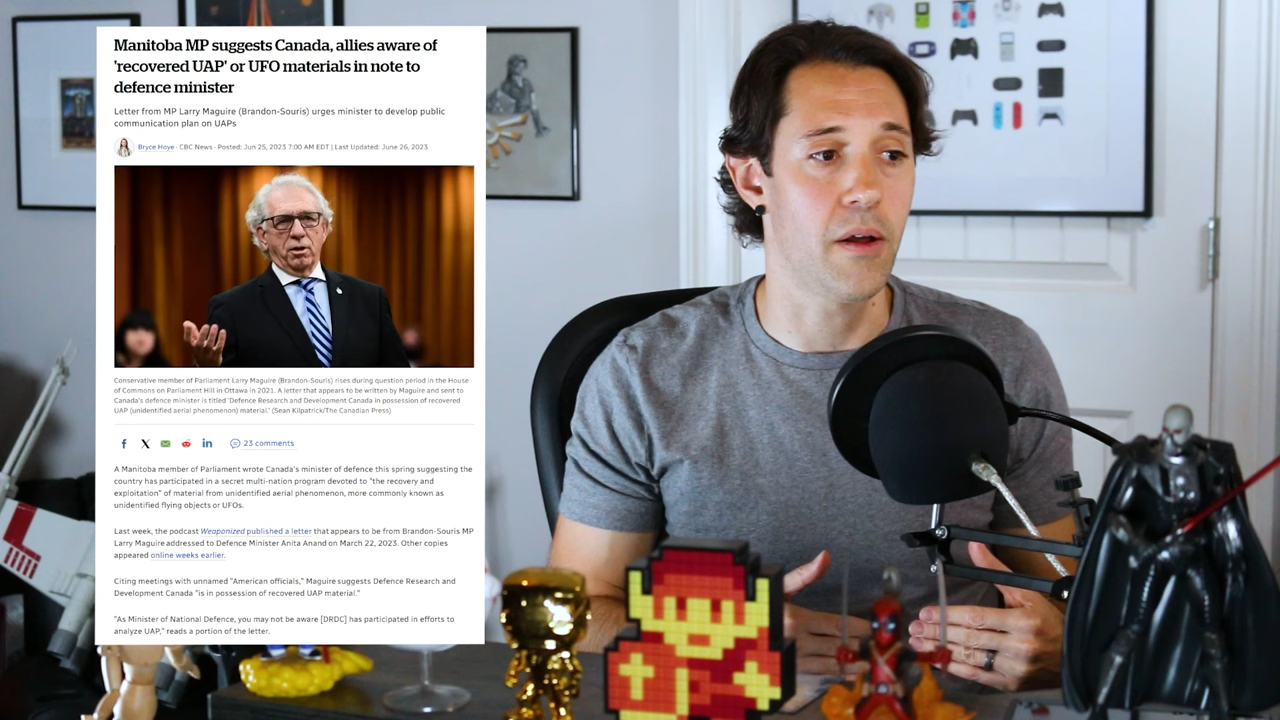 Manitoba MP suggests Canada, allies aware of
'recovered UAP' or UFO materials in note to
defence minister
Letter from MP Larry Maguire (Brandon-Souris) urges minister to develop public
communication plan on UAPs
Bryce Hoye · CBC News · Posted: Jun 25, 2023 7:00 AM EDT | Last Updated: June 26, 2023
Conservative member of Parliament Larry Maguire (Brandon-Souris) rises during question period in the House
of Commons on Parliament Hill in Ottawa in 2021. A letter that appears to be written by Maguire and sent to
Canada's defence minister is titled 'Defence Research and Development Canada in possession of recovered
UAP (unidentified aerial phenomenon) material.' (Sean Kilpatrick/The Canadian Press)
23 comments
A Manitoba member of Parliament wrote Canada's minister of defence this spring suggesting the
country has participated in a secret multi-nation program devoted to "the recovery and
exploitation" of material from unidentified aerial phenomenon, more commonly known as
unidentified flying objects or UFOs.
Last week, the podcast Weaponized published a letter that appears to be from Brandon-Souris MP
Larry Maguire addressed to Defence Minister Anita Anand on March 22, 2023. Other copies
appeared online weeks earlier.
Citing meetings with unnamed "American officials," Maguire suggests Defence Research and
Development Canada "is in possession of recovered UAP material."
"As Minister of National Defence, you may not be aware [DRDC] has participated in efforts to
analyze UAP," reads a portion of the letter.